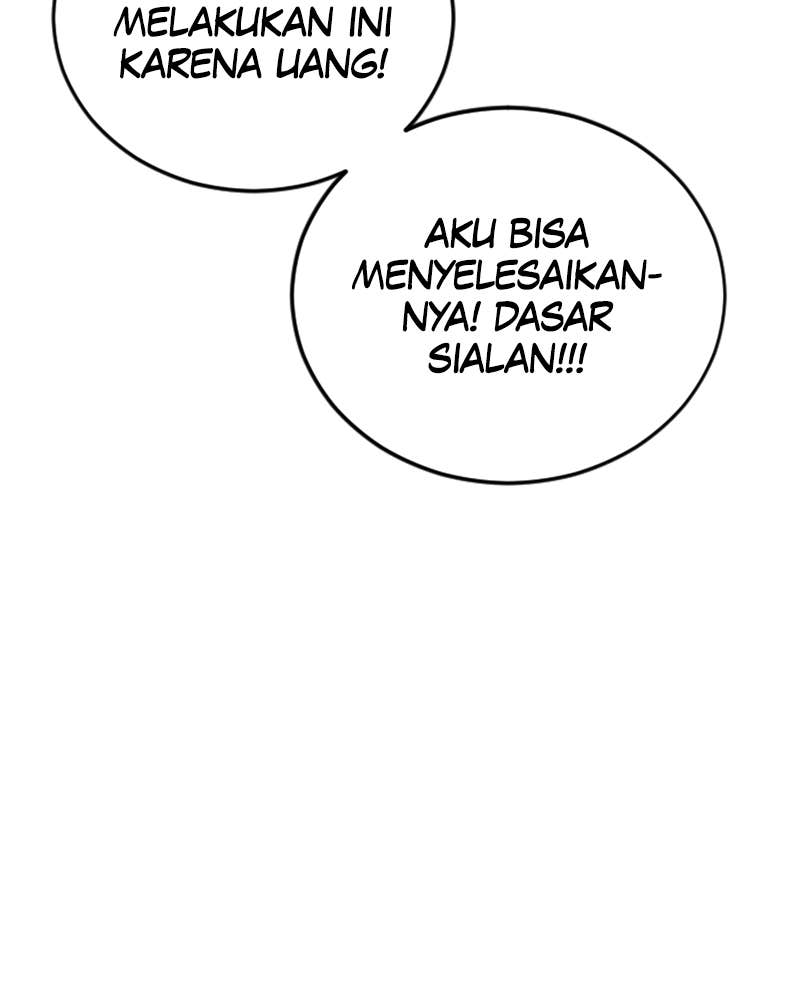 MELAKUKAN INI
KARENA UANG!
AKU BISA
MENYELESAIKAN-
NYA! DASAR
SIALAN!!!